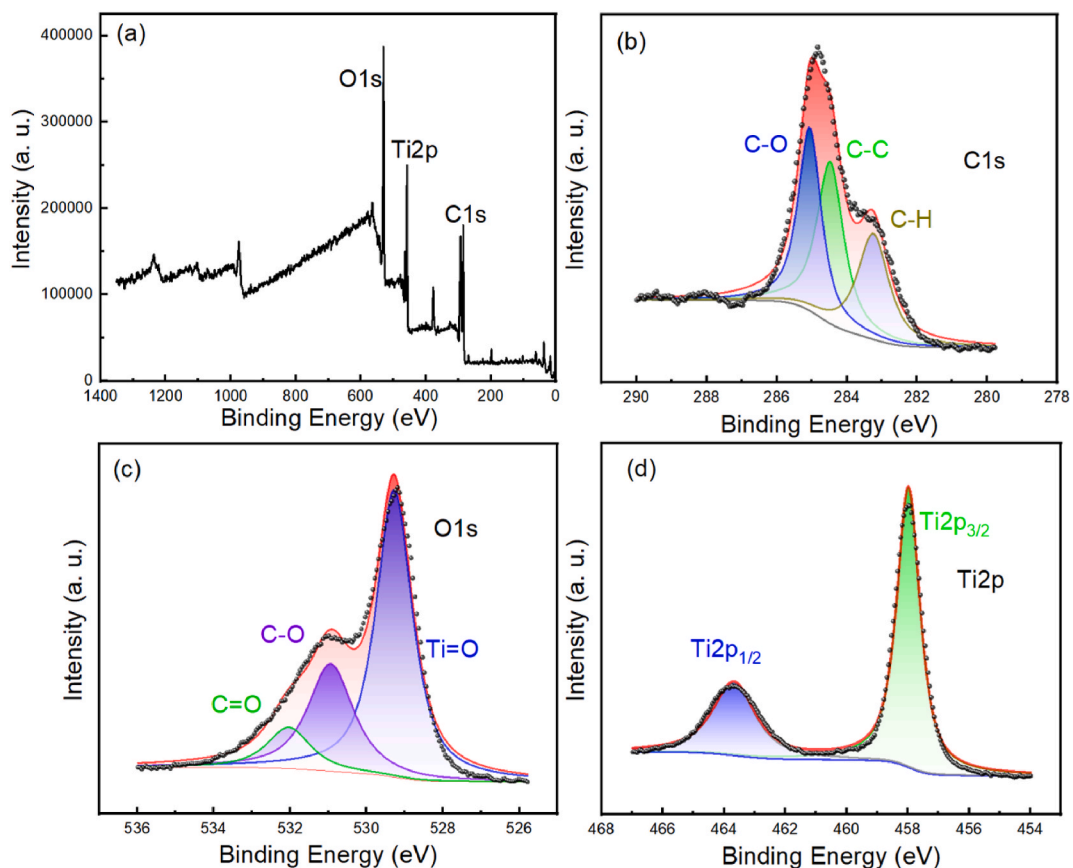 (a)
O1s
Ti2p
C1s
Intensity (a. u.)
400000
300000
200000
100000
0
1400 1200 1000 800 600 400 200 0
Binding Energy (eV)
(b)
C-O
C-C
C1s
C-H
Intensity (a. u.)
290 288 286 284 282 280 278
Binding Energy (eV)
(c)
O1s
C-O
Ti=O
C=O
Intensity (a. u.)
536 534 532 530 528 526
Binding Energy (eV)
(d)
Ti2p3/2
Ti2p
Ti2p1/2
Intensity (a. u.)
468 466 464 462 460 458 456 454
Binding Energy (eV)